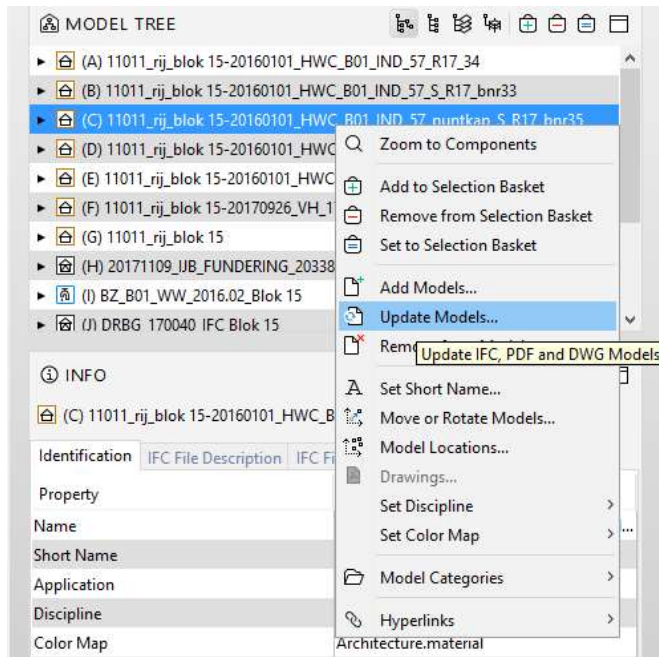 MODEL TREE
(A) 11011_rij_blok 15-20160101_HWC_B01_IND_57_R17_34
(B) 11011_rij_blok 15-20160101_HWC_B01_IND_57_S_R17_bnr33
(C) 11011_rij_blok 15-20160101_HWC_B01_IND_57_puntkap_S_R17_bnr35
(D) 11011_rij_blok 15-20160101_HWC
(E) 11011_rij_blok 15-20160101_HWC
(F) 11011_rij_blok 15-20170926_VH_1
(G) 11011_rij_blok 15
(H) 20171109_IJB_FUNDERING_20338
(I) BZ_B01_WW_2016.02_Blok 15
(J) DRBG_170040_IFC Blok 15
Zoom to Components
Add to Selection Basket
Remove from Selection Basket
Set to Selection Basket
Add Models...
Update Models...
Update IFC, PDF and DWG Models
Set Short Name...
Move or Rotate Models...
Model Locations...
Drawings...
Set Discipline
Set Color Map
Model Categories
Hyperlinks
INFO
(C) 11011_rij_blok 15-20160101_HWC_B
Identification IFC File Description IFC Fi
Property
Name ...
Short Name
Application
Discipline
Color Map Architecture.material